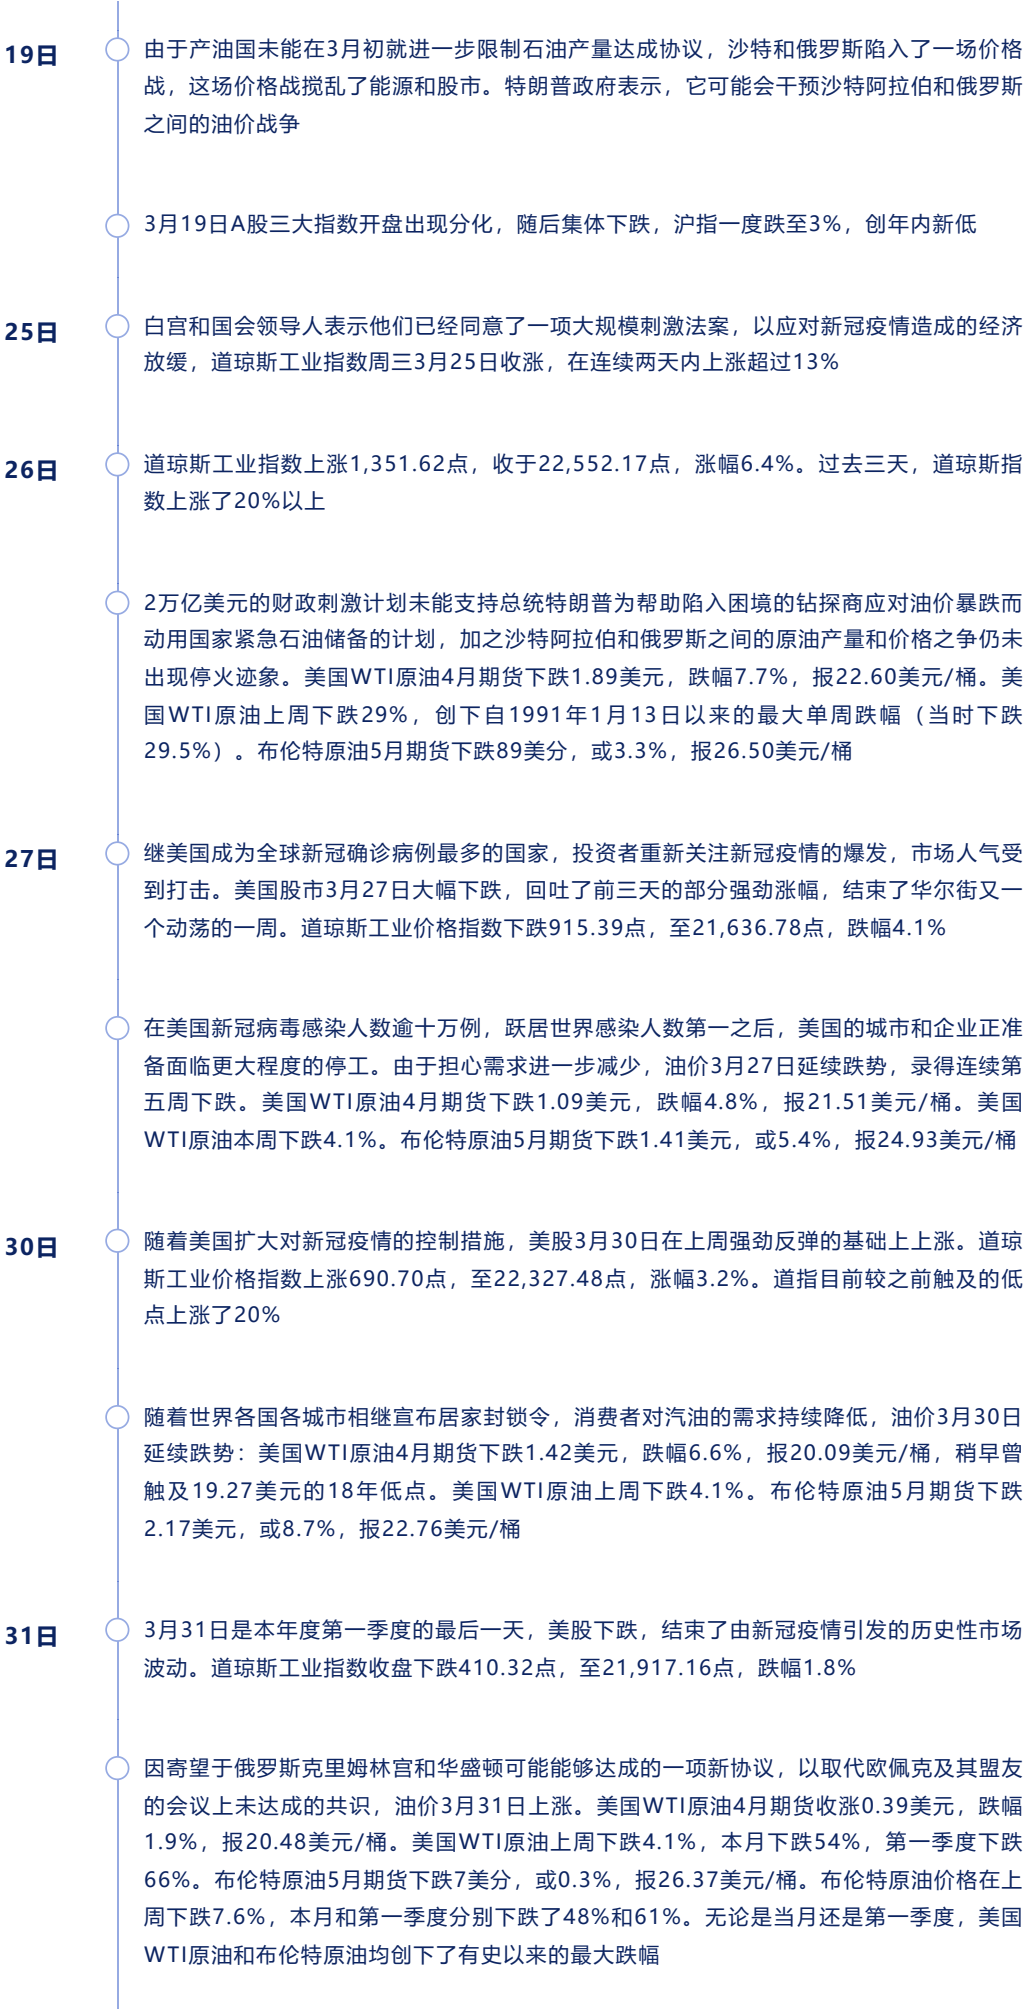 19日
由于产油国未能在3月初就进一步限制石油产量达成协议，沙特和俄罗斯陷入了一场价格
战，这场价格战搅乱了能源和股市。特朗普政府表示，它可能会干预沙特阿拉伯和俄罗斯
之间的油价战争
3月19日A股三大指数开盘出现分化，随后集体下跌，沪指一度跌至3%，创年内新低
25日
白宫和国会领导人表示他们已经同意了一项大规模刺激法案，以应对新冠疫情造成的经济
放缓，道琼斯工业指数周三3月25日收涨，在连续两天内上涨超过13%
26日
道琼斯工业指数上涨1,351.62点，收于22,552.17点，涨幅6.4%。过去三天，道琼斯指
数上涨了20%以上
2万亿美元的财政刺激计划未能支持总统特朗普为帮助陷入困境的钻探商应对油价暴跌而
动用国家紧急石油储备的计划，加之沙特阿拉伯和俄罗斯之间的原油产量和价格之争仍未
出现停火迹象。美国WTI原油4月期货下跌1.89美元，跌幅7.7%，报22.60美元/桶。美
国WTI原油上周下跌29%，创下自1991年1月13日以来的最大单周跌幅（当时下跌
29.5%）。布伦特原油5月期货下跌89美分，或3.3%，报26.50美元/桶
27日
继美国成为全球新冠确诊病例最多的国家，投资者重新关注新冠疫情的爆发，市场人气受
到打击。美国股市3月27日大幅下跌，回吐了前三天的部分强劲涨幅，结束了华尔街又一
个动荡的一周。道琼斯工业价格指数下跌915.39点，至21,636.78点，跌幅4.1%
在美国新冠病毒感染人数逾十万例，跃居世界感染人数第一之后，美国的城市和企业正准
备面临更大程度的停工。由于担心需求进一步减少，油价3月27日延续跌势，录得连续第
五周下跌。美国WTI原油4月期货下跌1.09美元，跌幅4.8%，报21.51美元/桶。美国
WTI原油本周下跌4.1%。布伦特原油5月期货下跌1.41美元，或5.4%，报24.93美元/桶
30日
随着美国扩大对新冠疫情的控制措施，美股3月30日在上周强劲反弹的基础上上涨。道琼
斯工业价格指数上涨690.70点，至22,327.48点，涨幅3.2%。道指目前较之前触及的低
点上涨了20%
随着世界各国各城市相继宣布居家封锁令，消费者对汽油的需求持续降低，油价3月30日
延续跌势：美国WTI原油4月期货下跌1.42美元，跌幅6.6%，报20.09美元/桶，稍早曾
触及19.27美元的18年低点。美国WTI原油上周下跌4.1%。布伦特原油5月期货下跌
2.17美元，或8.7%，报22.76美元/桶
31日
3月31日是本年度第一季度的最后一天，美股下跌，结束了由新冠疫情引发的历史性市场
波动。道琼斯工业指数收盘下跌410.32点，至21,917.16点，跌幅1.8%
因寄望于俄罗斯克里姆林宫和华盛顿可能能够达成的一项新协议，以取代欧佩克及其盟友
的会议上未达成的共识，油价3月31日上涨。美国WTI原油4月期货收涨0.39美元，跌幅
1.9%，报20.48美元/桶。美国WTI原油上周下跌4.1%，本月下跌54%，第一季度下跌
66%。布伦特原油5月期货下跌7美分，或0.3%，报26.37美元/桶。布伦特原油价格在上
周下跌7.6%，本月和第一季度分别下跌了48%和61%。无论是当月还是第一季度，美国
WTI原油和布伦特原油均创下了有史以来的最大跌幅